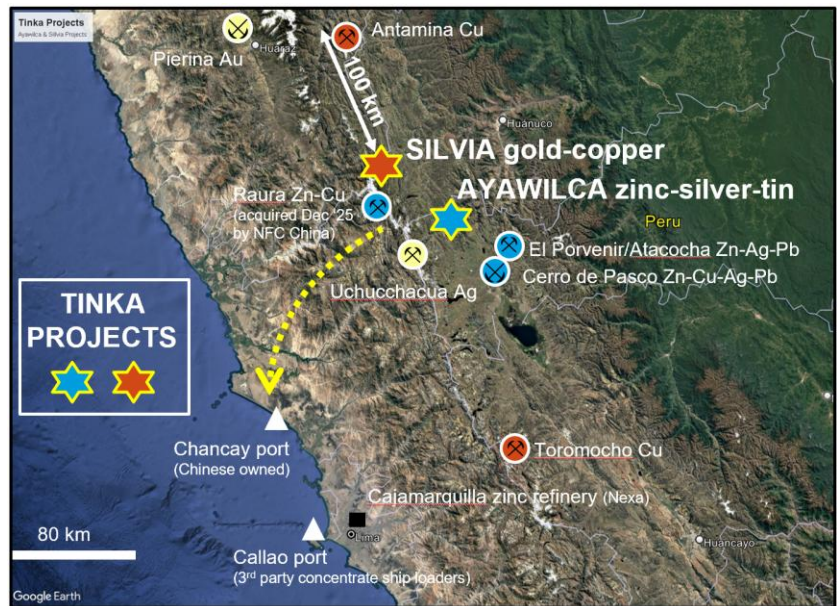 Tinka Projects
Ayawilca & Silvia Projects
Antamina Cu
Pierina Au
Huaraz
100 km
Huánuco
SILVIA gold-copper
AYAWILCA zinc-silver-tin
Raura Zn-Cu
(acquired Dec '25
by NFC China)
Peru
El Porvenir/Atacocha Zn-Ag-Pb
Cerro de Pasco Zn-Cu-Ag-Pb
Uchucchacua Ag
TINKA
PROJECTS
Chancay port
(Chinese owned)
Toromocho Cu
Cajamarquilla zinc refinery (Nexa)
80 km
Lima
Huancayo
Callao port
(3rd party concentrate ship loaders)
Google Earth